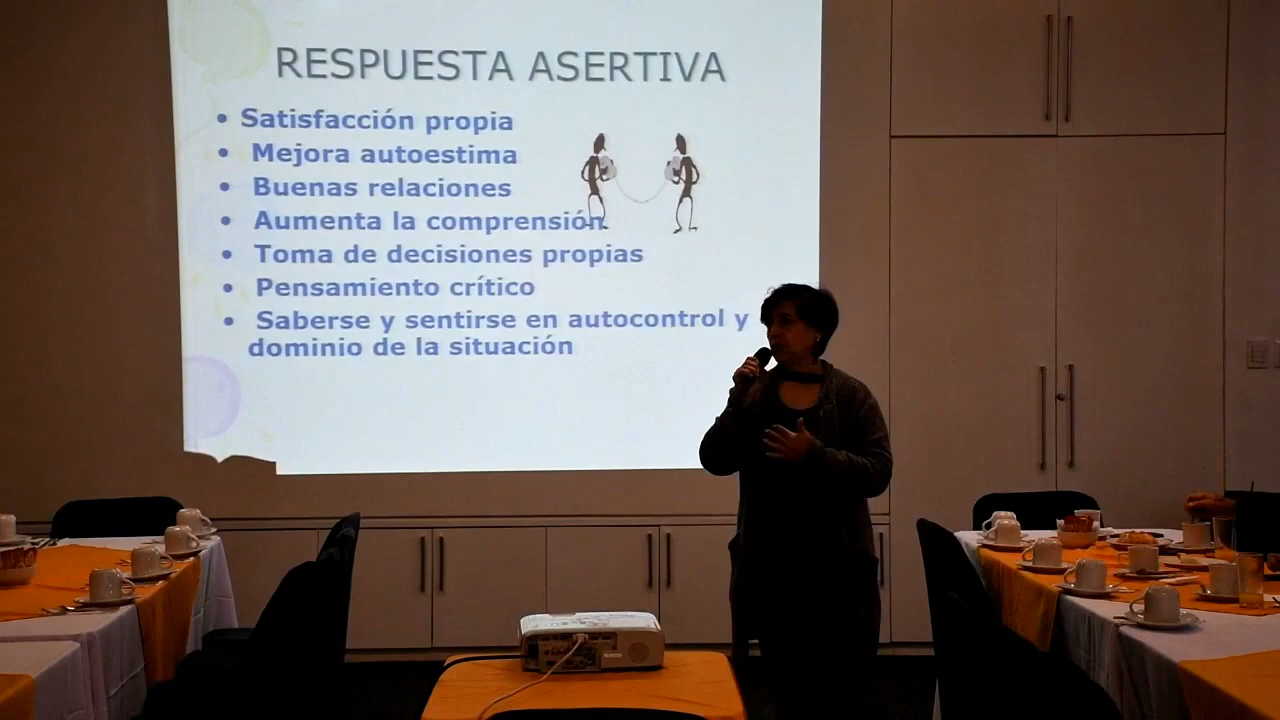 RESPUESTA ASERTIVA
• Satisfacción propia
• Mejora autoestima
• Buenas relaciones
• Aumenta la comprensión
• Toma de decisiones propias
• Pensamiento crítico
• Saberse y sentirse en autocontrol y
dominio de la situación